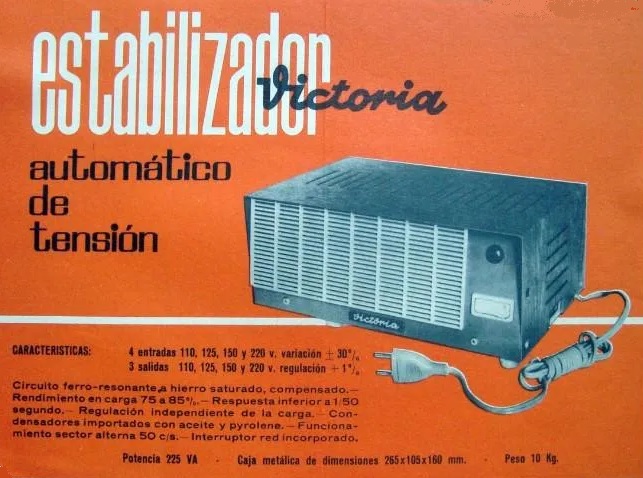 estabilizador
Victoria
automático
de
tensión
victoria
CARACTERISTICAS: 4 entradas 110, 125, 150 y 220 v. variación ± 30°/₀
3 salidas 110, 125, 150 y 220 v. regulación + 1°/₀
Circuito ferro-resonante,a hierro saturado, compensado.—
Rendimiento en carga 75 a 85°/₀.— Respuesta inferior a 1/50
segundo.— Regulación independiente de la carga.— Con-
densadores importados con aceite y pyrolene.— Funciona-
miento sector alterna 50 c/s.— Interruptor red incorporado.
Potencia 225 VA - Caja metálica de dimensiones 265x105x160 mm. - Peso 10 Kg.